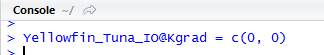 Console ~/
>
> Yellowfin_Tuna_IO@Kgrad = c(0, 0)
>